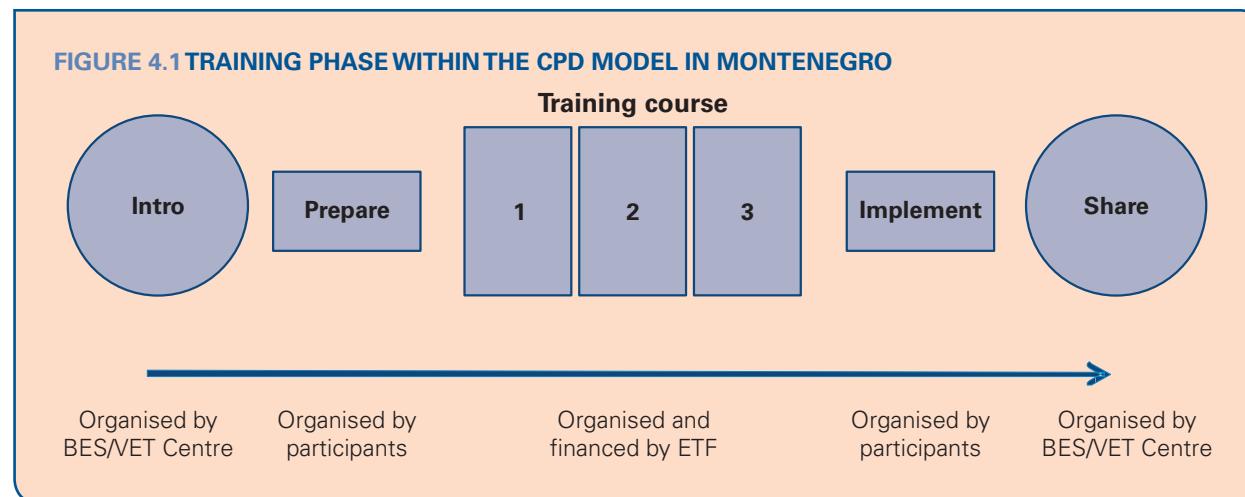 FIGURE 4.1 TRAINING PHASE WITHIN THE CPD MODEL IN MONTENEGRO
Training course
Intro
Prepare
1
2
3
Implement
Share
Organised by
BES/VET Centre
Organised by
participants
Organised and
financed by ETF
Organised by
participants
Organised by
BES/VET Centre